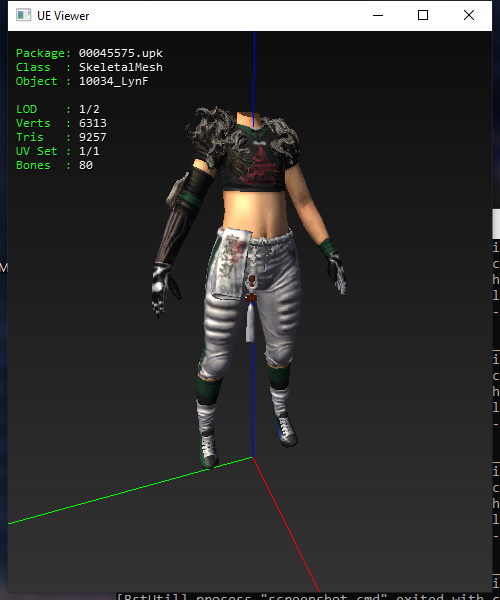 UE Viewer
Package: 00045575.upk
Class : SkeletalMesh
Object : 10034_LynF
LOD : 1/2
Verts : 6313
Tris : 9257
UV Set : 1/1
Bones : 80
M
i
c
h
l
-
i
c
h
l
-
i
c
h
l
-
i
[PstUtil] process "screenshot.cmd" exited with c